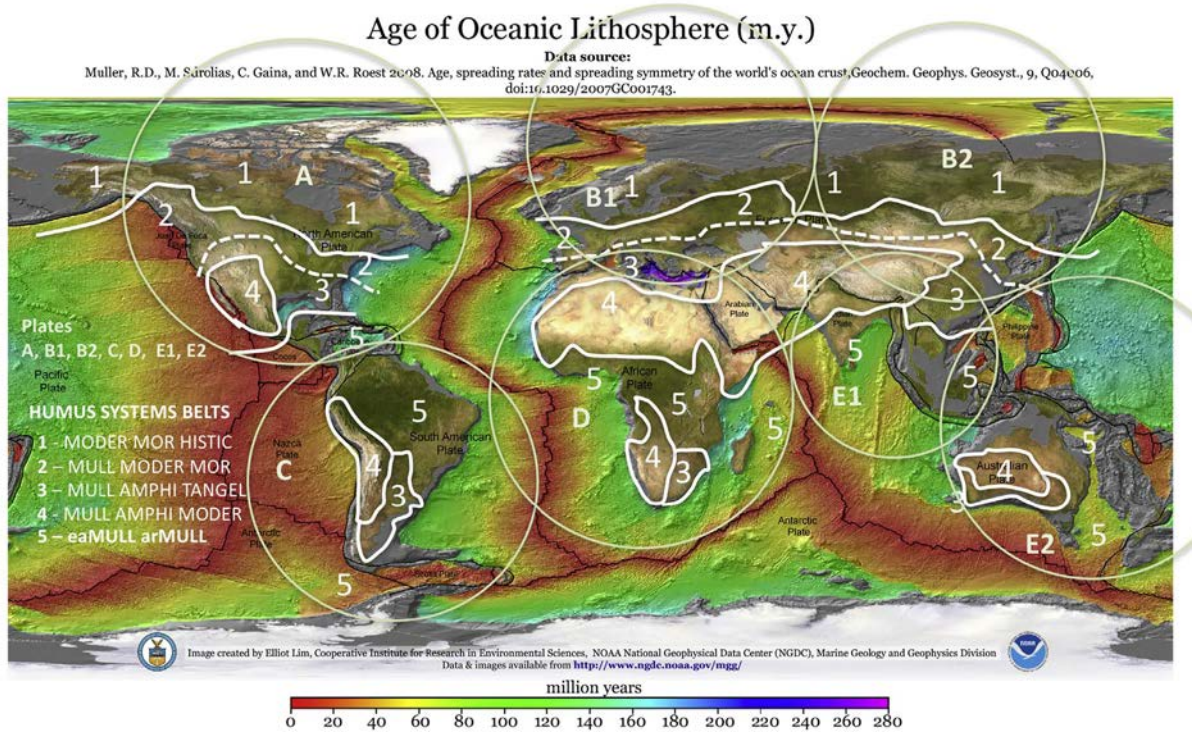 Age of Oceanic Lithosphere (m.y.)
Data source:
Muller, R.D., M. Sdrolias, C. Gaina, and W.R. Roest 2008. Age, spreading rates and spreading symmetry of the world's ocean crust,Geochem. Geophys. Geosyst., 9, Q04006,
doi:10.1029/2007GC001743.
1 1 A 1 B1 1 2 1 B2 1
2 North American
Plate
2 2 2
4 3 3 4 3
Arabian
Plate
Philippine
Plate
Plates
A, B1, B2, C, D, E1, E2
Pacific
Plate
Cocos
5 4 5
African
Plate
5 5 5
D E1
HUMUS SYSTEMS BELTS
1 - MODER MOR HISTIC
2 – MULL MODER MOR
3 – MULL AMPHI TANGEL
4 – MULL AMPHI MODER
5 – eaMULL arMULL
Nazca
Plate
C
5
South American
Plate
4 3 4 3 5
5
Australian
Plate
4 3
Antarctic
Plate
Antarctic
Plate
E2 5
5
Scotia Plate
Image created by Elliot Lim, Cooperative Institute for Research in Environmental Sciences, NOAA National Geophysical Data Center (NGDC), Marine Geology and Geophysics Division
Data & images available from http://www.ngdc.noaa.gov/mgg/
NOAA
million years
0 20 40 60 80 100 120 140 160 180 200 220 240 260 280